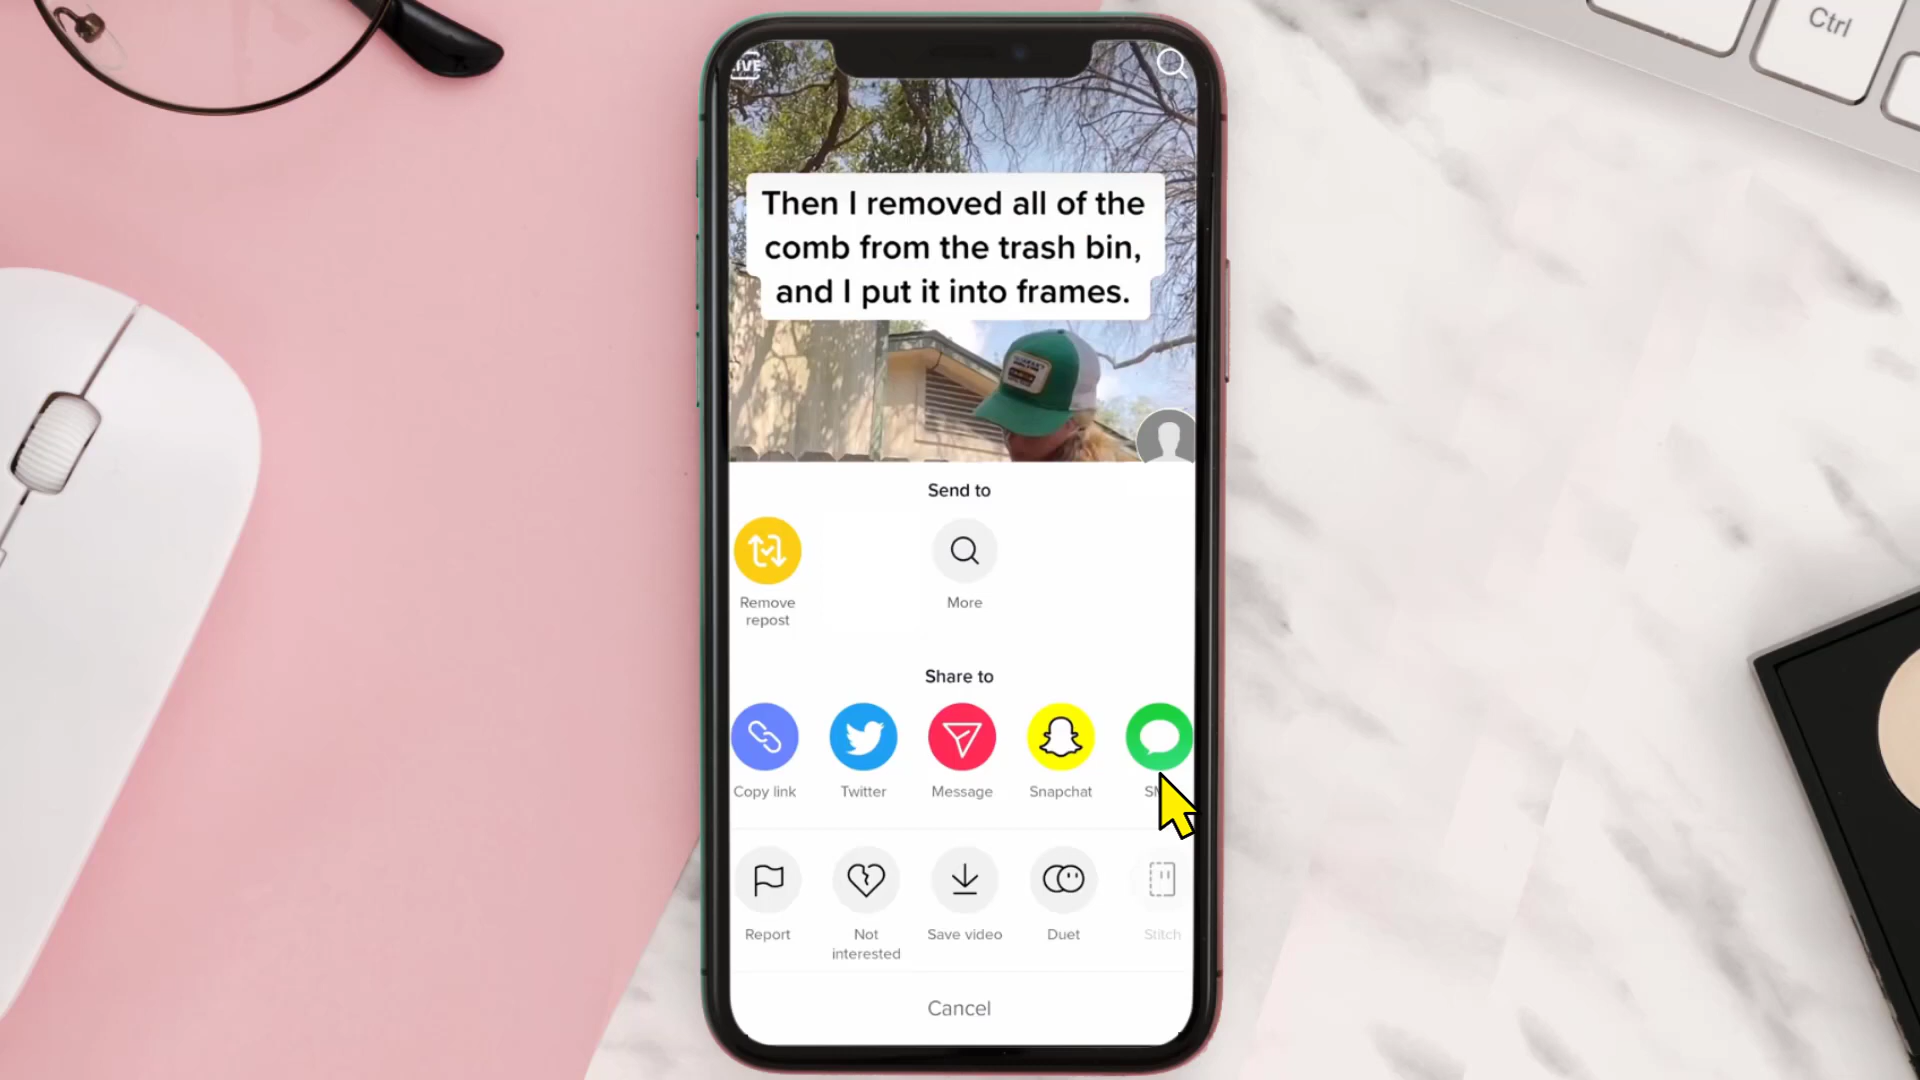 Ctrl
LIVE
Then I removed all of the
comb from the trash bin,
and I put it into frames.
Send to
Remove
repost
More
Share to
Copy link
Twitter
Message
Snapchat
Report
Not
interested
Save video
Duet
Stitch
Cancel